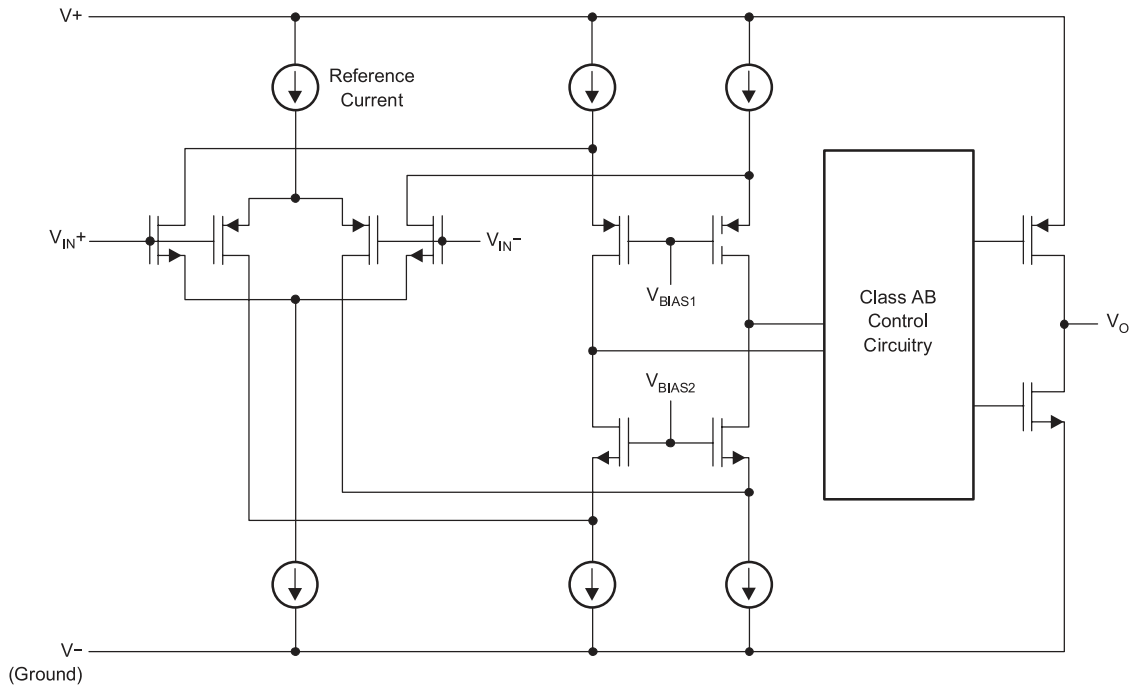 V+
Reference
Current
VIN+
VIN−
VBIAS1
VBIAS2
Class AB
Control
Circuitry
VO
V−
(Ground)